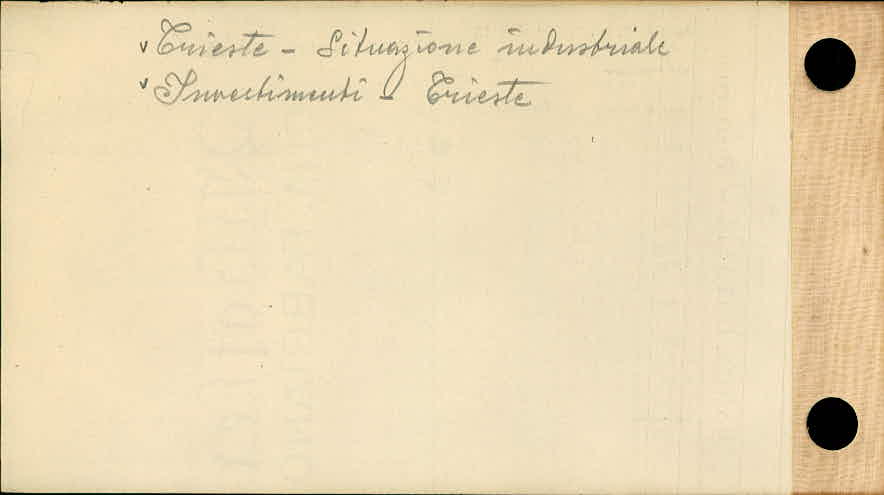 v Trieste - Situazione industriale
v Investimenti - Trieste